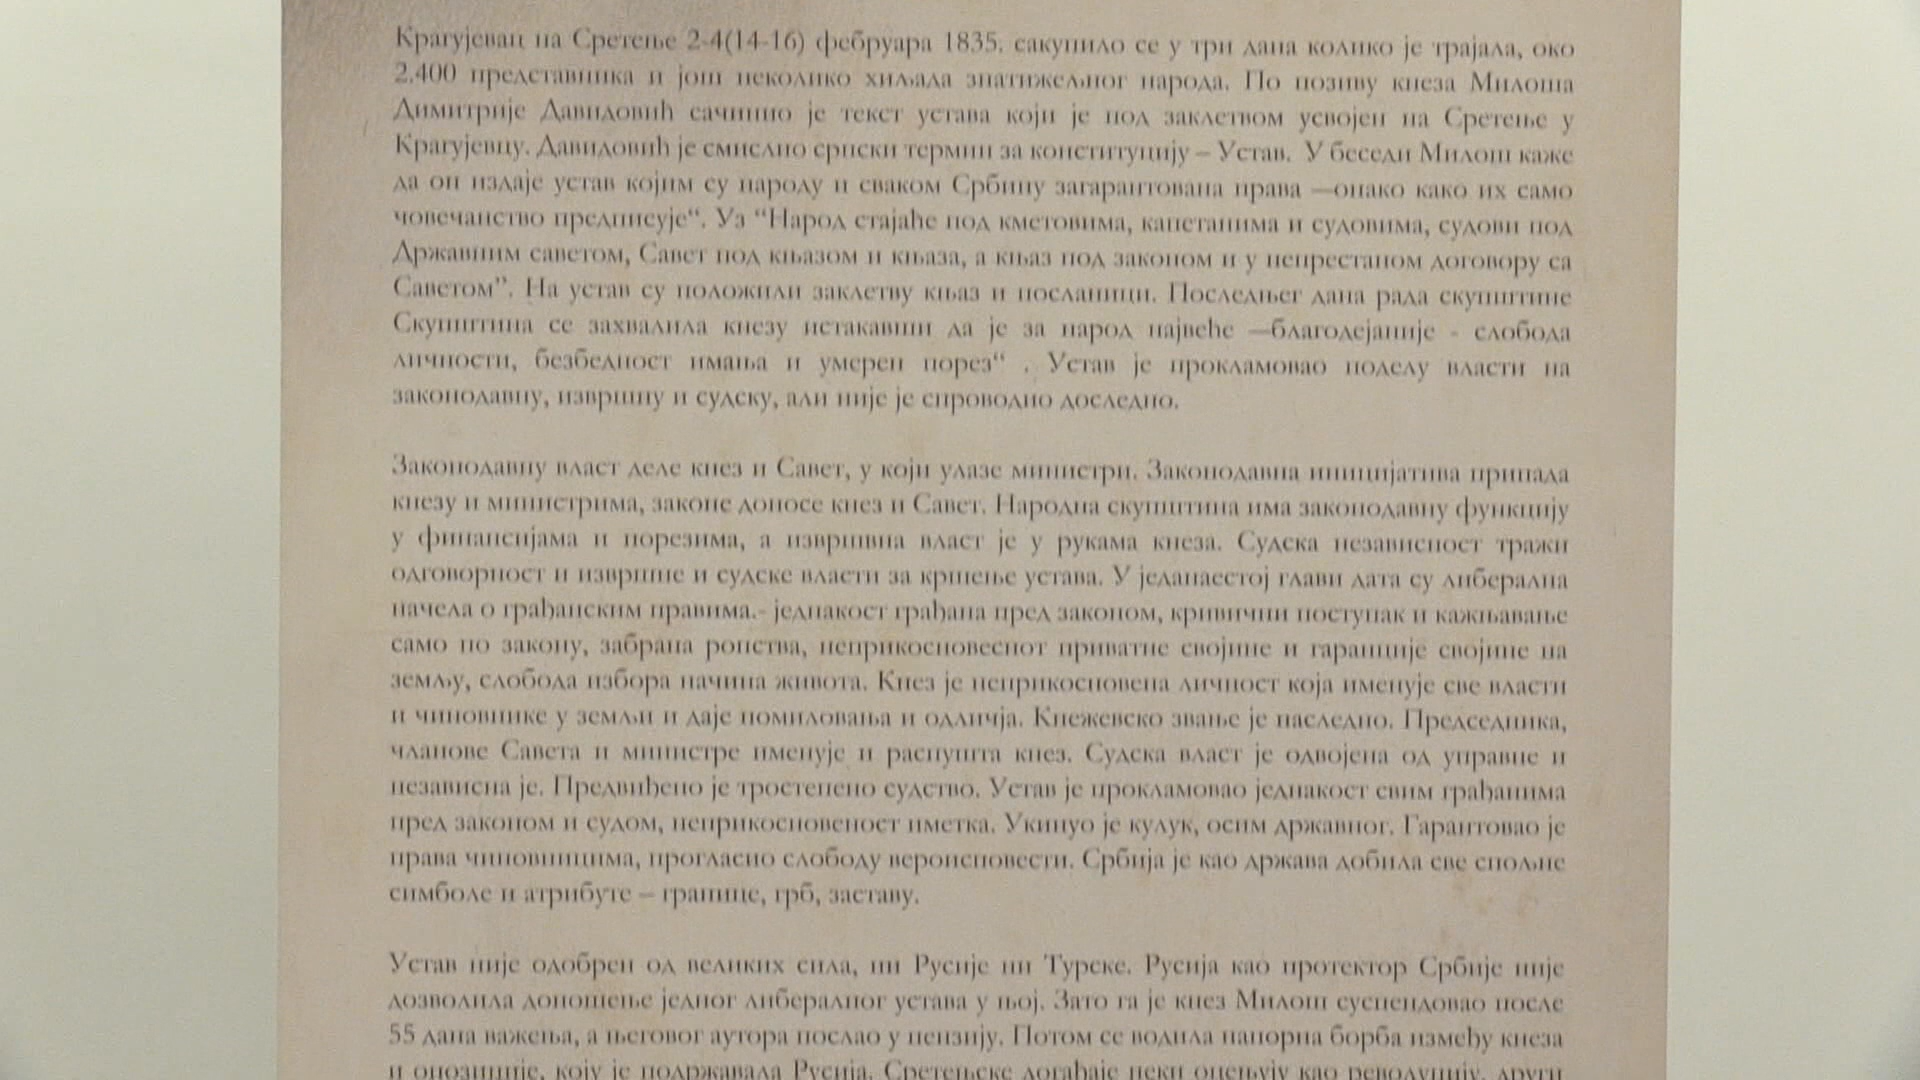 Крагујевац на Сретење 2-4(14-16) фебруара 1835. сакупило се у три дана колико је трајала, око
2.400 представника и још неколико хиљада знатижељног народа. По позиву кнеза Милоша
Димитрије Давидовић сачинио је текст устава који је под заклетвом усвојен на Сретење у
Крагујевцу. Давидовић је смислио српски термин за конституцију – Устав. У беседи Милош каже
да он издаје устав којим су народу и сваком Србину загарантована права —онако како их само
човечанство предписује“. Уз “Народ стајаће под кметовима, капетанима и судовима, судови под
Државним саветом, Савет под књазом и књаза, а књаз под законом и у непрестаном договору са
Саветом”. На устав су положили заклетву књаз и посланици. Последњег дана рада скупштине
Скупштина се захвалила кнезу истакавши да је за народ највеће —благодејаније - слобода
личности, безбедност имања и умерен порез“ . Устав је прокламовао поделу власти на
законодавну, извршну и судску, али није је спроводио доследно.
Законодавну власт деле кнез и Савет, у који улазе министри. Законодавна иницијатива припада
кнезу и министрима, законе доносе кнез и Савет. Народна скупштина има законодавну функцију
у финансијама и порезима, а извршна власт је у рукама кнеза. Судска независност тражи
одговорност и извршне и судске власти за кршење устава. У једанаестој глави дата су либерална
начела о грађанским правима.- једнакост грађана пред законом, кривични поступак и кажњавање
само по закону, забрана ропства, неприкосновеснот приватне својине и гаранције својине на
земљу, слобода избора начина живота. Кнез је неприкосновена личност која именује све власти
и чиновнике у земљи и даје помиловања и одличја. Кнежевско звање је наследно. Председника,
чланове Савета и министре именује и распушта кнез. Судска власт је одвојена од управне и
независна је. Предвиђено је тростепено судство. Устав је прокламовао једнакост свим грађанима
пред законом и судом, неприкосновеност иметка. Укинуо је кулук, осим државног. Гарантовао је
права чиновницима, прогласио слободу вероисповести. Србија је као држава добила све спољне
симболе и атрибуте – границе, грб, заставу.
Устав није одобрен од великих сила, ни Русије ни Турске. Русија као протектор Србије није
дозволила доношење једног либералног устава у њој. Зато га је кнез Милош суспендовао после
55 дана важења, а његовог аутора послао у пензију. Потом се водила напорна борба између кнеза
и опозиције, коју је подржавала Русија. Сретењске догађаје неки оцењују као револуцију, други